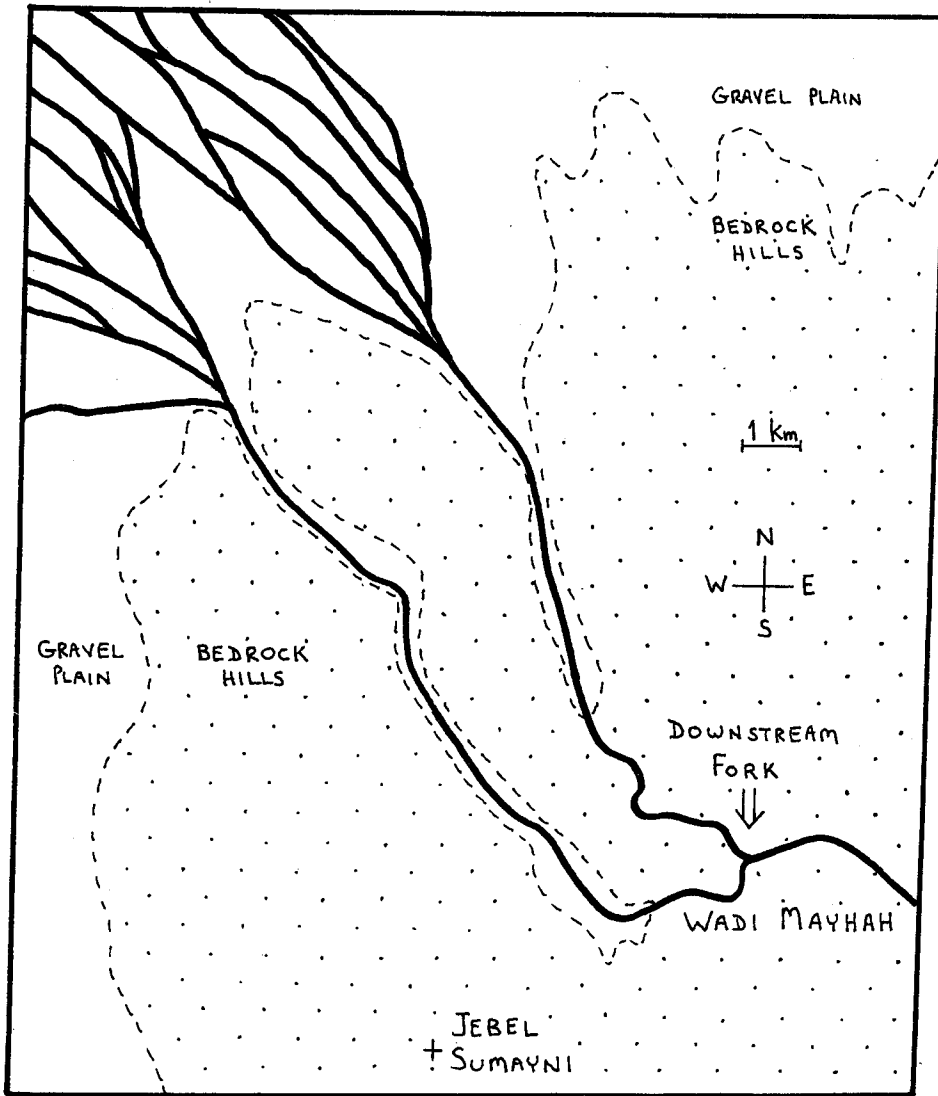 GRAVEL PLAIN
BEDROCK
HILLS
1 km
N
W E
S
GRAVEL
PLAIN
BEDROCK
HILLS
DOWNSTREAM
FORK
WADI MAYHAH
JEBEL
SUMAYNI